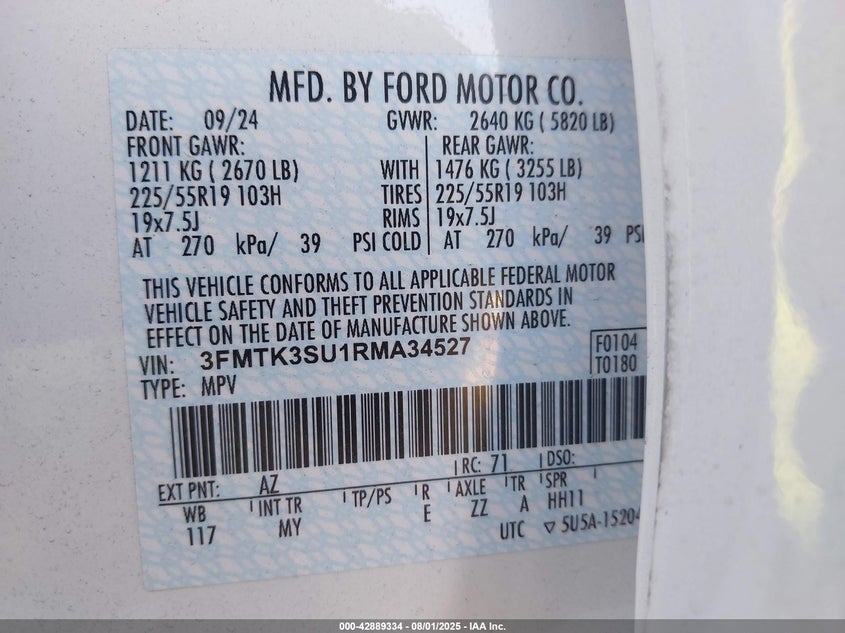 MFD. BY FORD MOTOR CO.
DATE: 09/24 GVWR: 2640 KG ( 5820 LB)
FRONT GAWR: REAR GAWR:
1211 KG ( 2670 LB) WITH 1476 KG ( 3255 LB)
225/55R19 103H TIRES 225/55R19 103H
19x7.5J RIMS 19x7.5J
AT 270 kPa/ 39 PSI COLD AT 270 kPa/ 39 PSI
THIS VEHICLE CONFORMS TO ALL APPLICABLE FEDERAL MOTOR
VEHICLE SAFETY AND THEFT PREVENTION STANDARDS IN
EFFECT ON THE DATE OF MANUFACTURE SHOWN ABOVE.
VIN: 3FMTK3SU1RMA34527 F0104
TYPE: MPV T0180
RC: 71 DSO:
EXT PNT: AZ
WB INT TR TP/PS R AXLE TR SPR
117 MY E ZZ A HH11
UTC ▽ 5U5A-15204
000-42889334 - 08/01/2025 - IAA Inc.